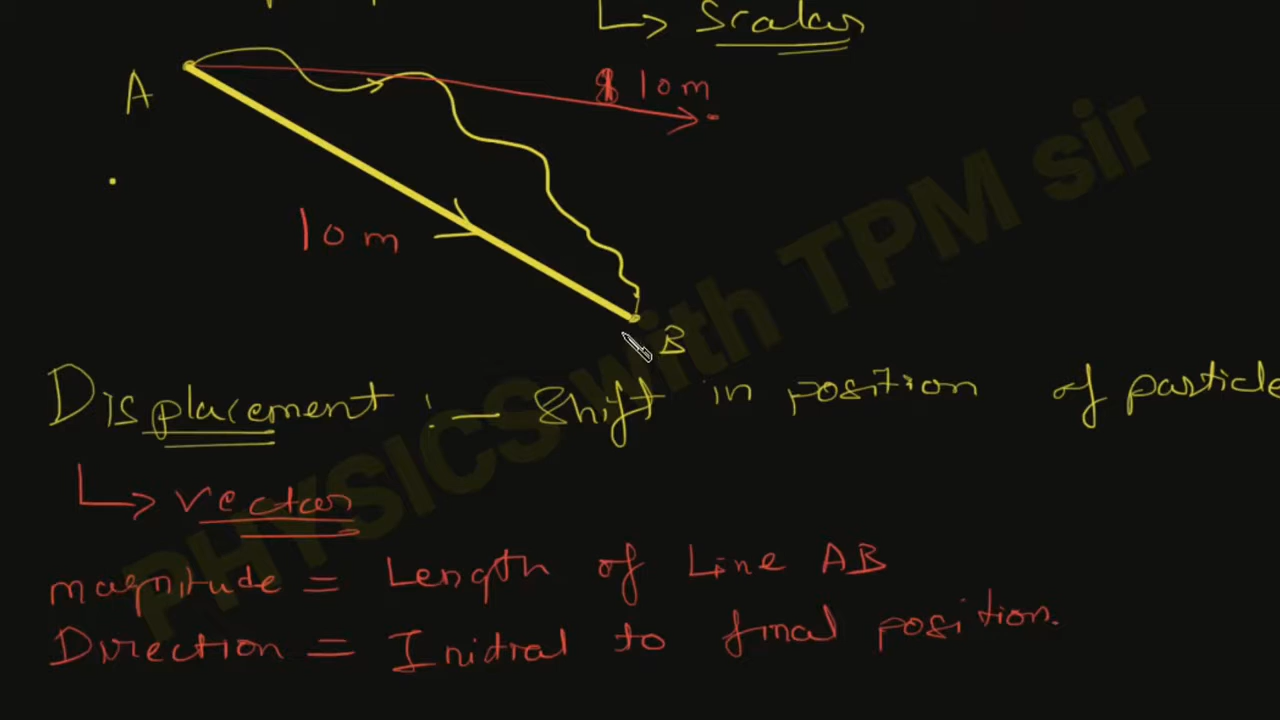 ↳ Scalar
A
10m
10m
B
Displacement :- Shift in position of particle
↳ vector
magnitude = Length of Line AB
Direction = Initial to final position.
PHYSICS with TPM sir